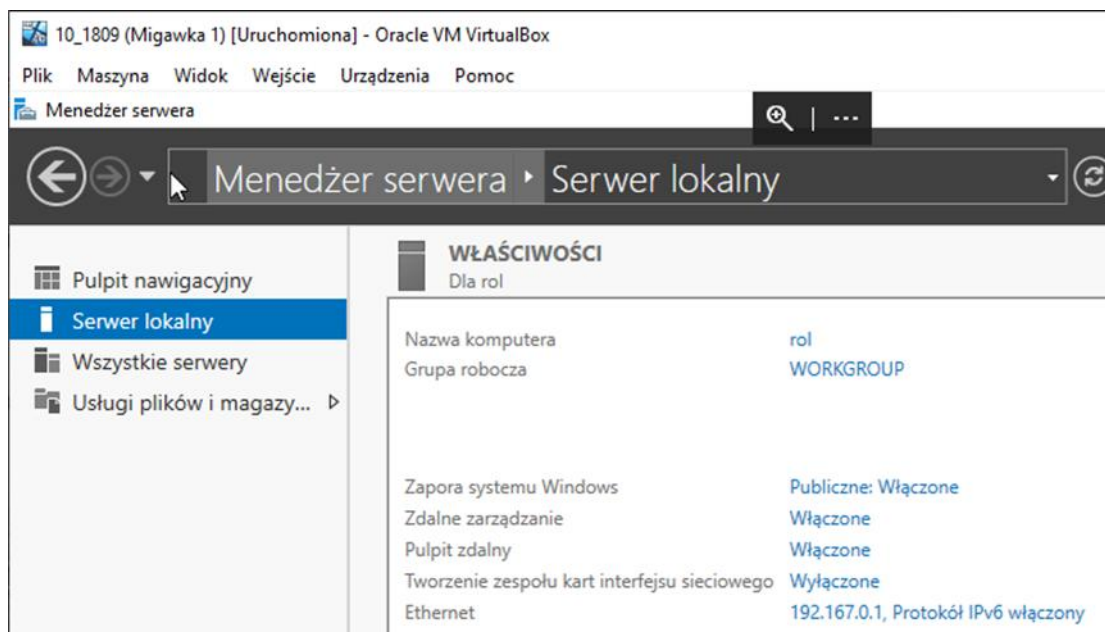 10_1809 (Migawka 1) [Uruchomiona] - Oracle VM VirtualBox
Plik Maszyna Widok Wejście Urządzenia Pomoc
Menedżer serwera
Menedżer serwera Serwer lokalny
Pulpit nawigacyjny
Serwer lokalny
Wszystkie serwery
Usługi plików i magazy...
WŁAŚCIWOŚCI
Dla rol
Nazwa komputera rol
Grupa robocza WORKGROUP
Zapora systemu Windows Publiczne: Włączone
Zdalne zarządzanie Włączone
Pulpit zdalny Włączone
Tworzenie zespołu kart interfejsu sieciowego Wyłączone
Ethernet 192.167.0.1, Protokół IPv6 włączony